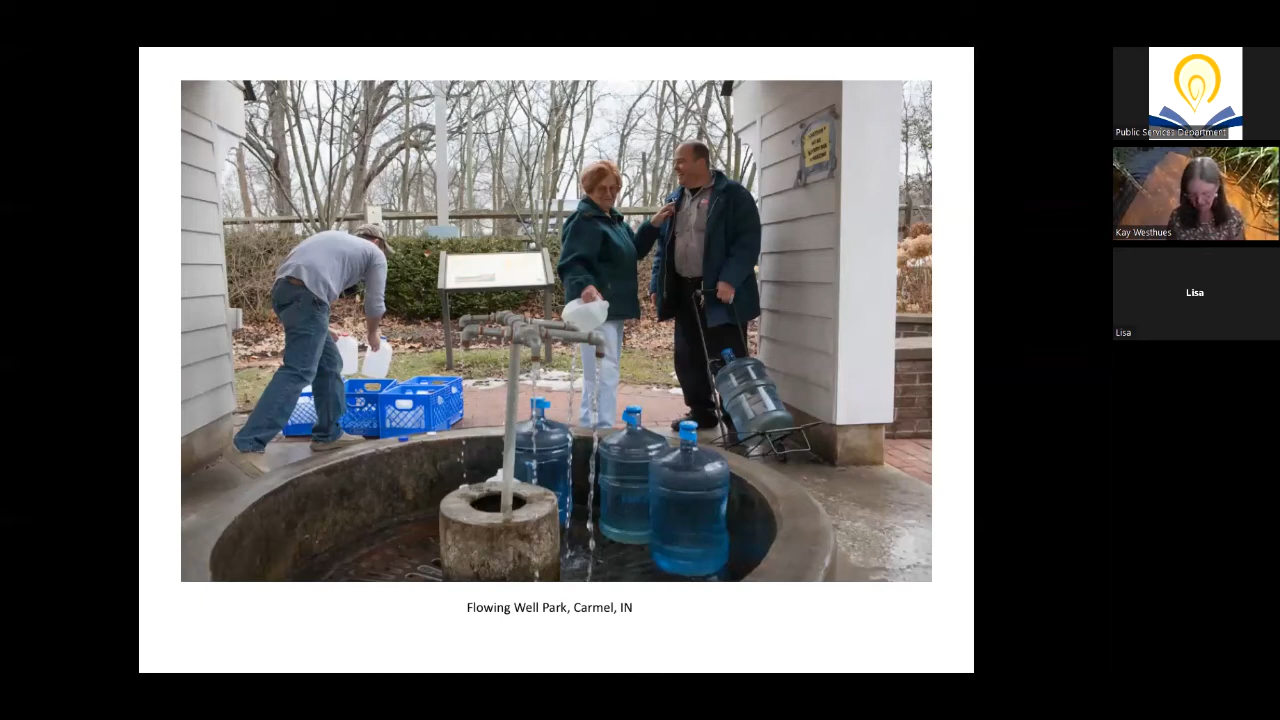 Flowing Well Park, Carmel, IN
Public Services Department
Kay Westhues
Lisa
Lisa